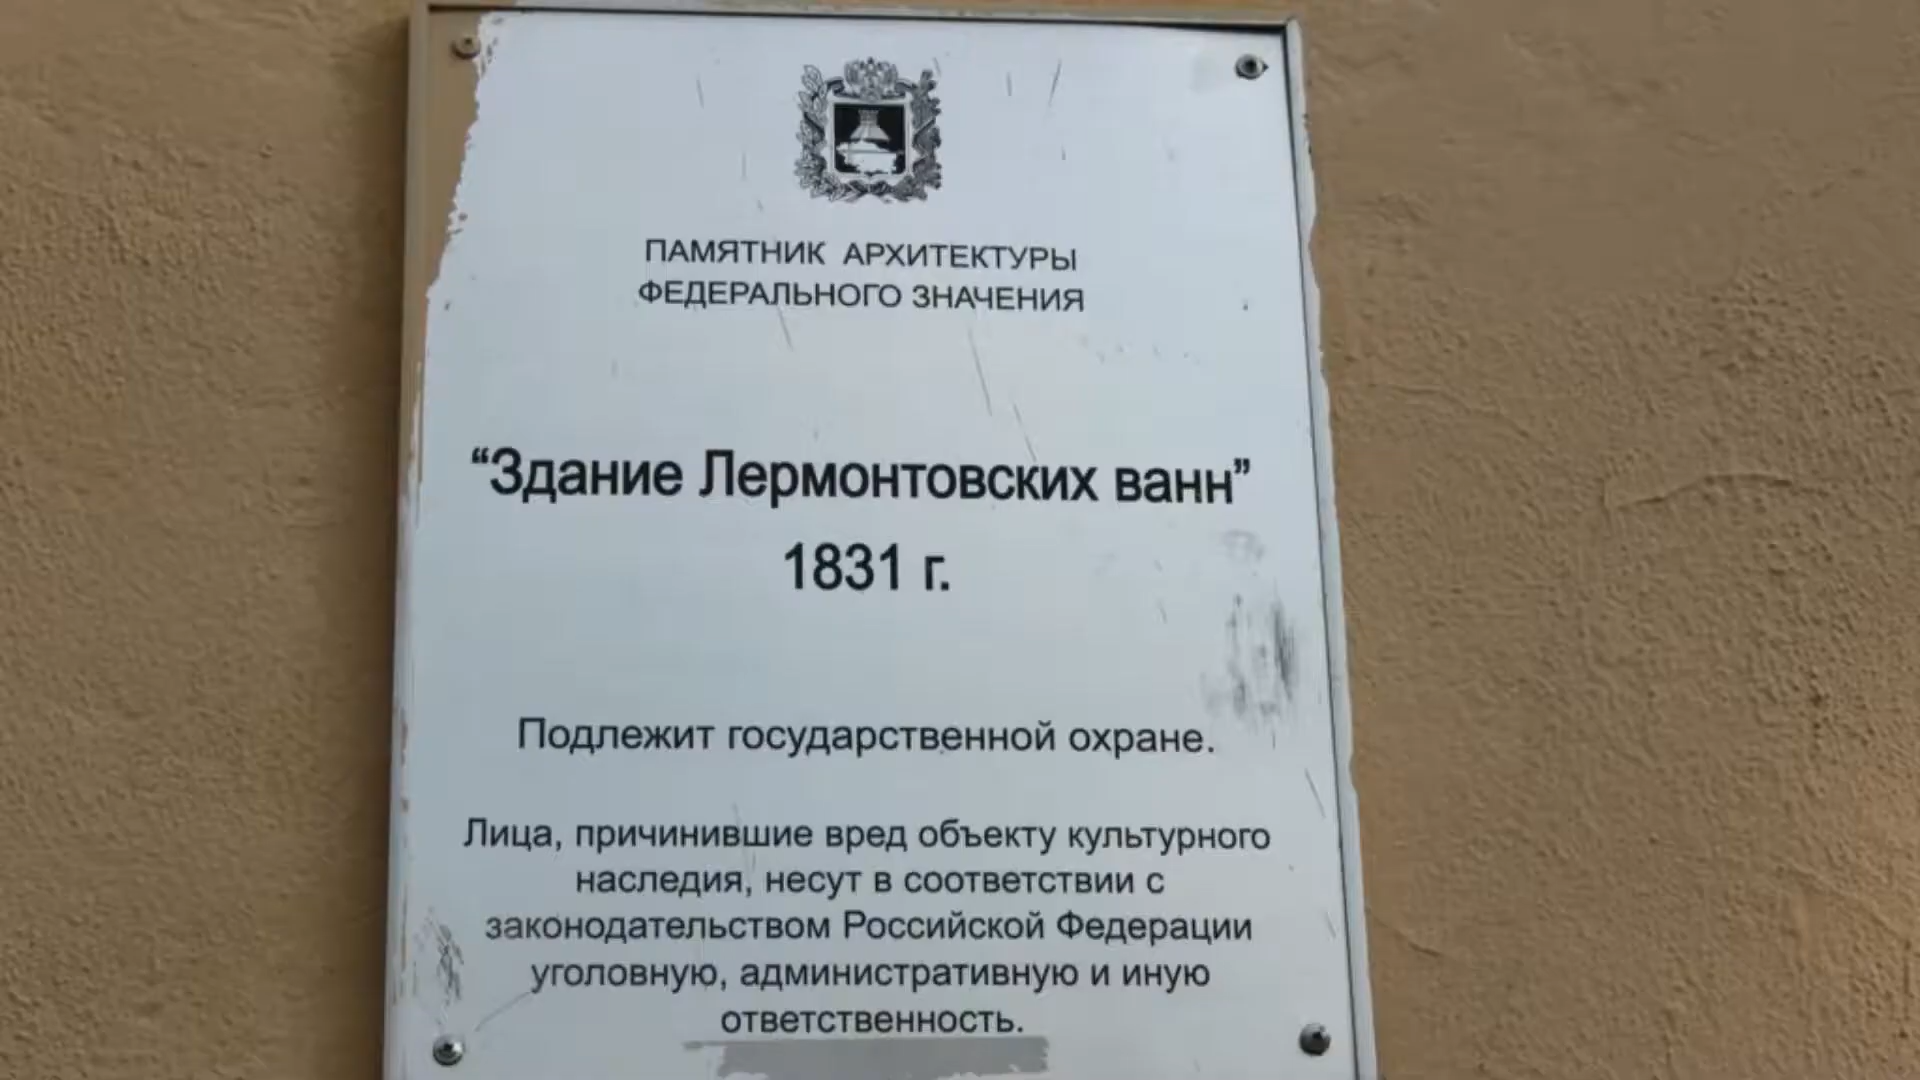 ПАМЯТНИК АРХИТЕКТУРЫ
ФЕДЕРАЛЬНОГО ЗНАЧЕНИЯ
“Здание Лермонтовских ванн”
1831 г.
Подлежит государственной охране.
Лица, причинившие вред объекту культурного
наследия, несут в соответствии с
законодательством Российской Федерации
уголовную, административную и иную
ответственность.